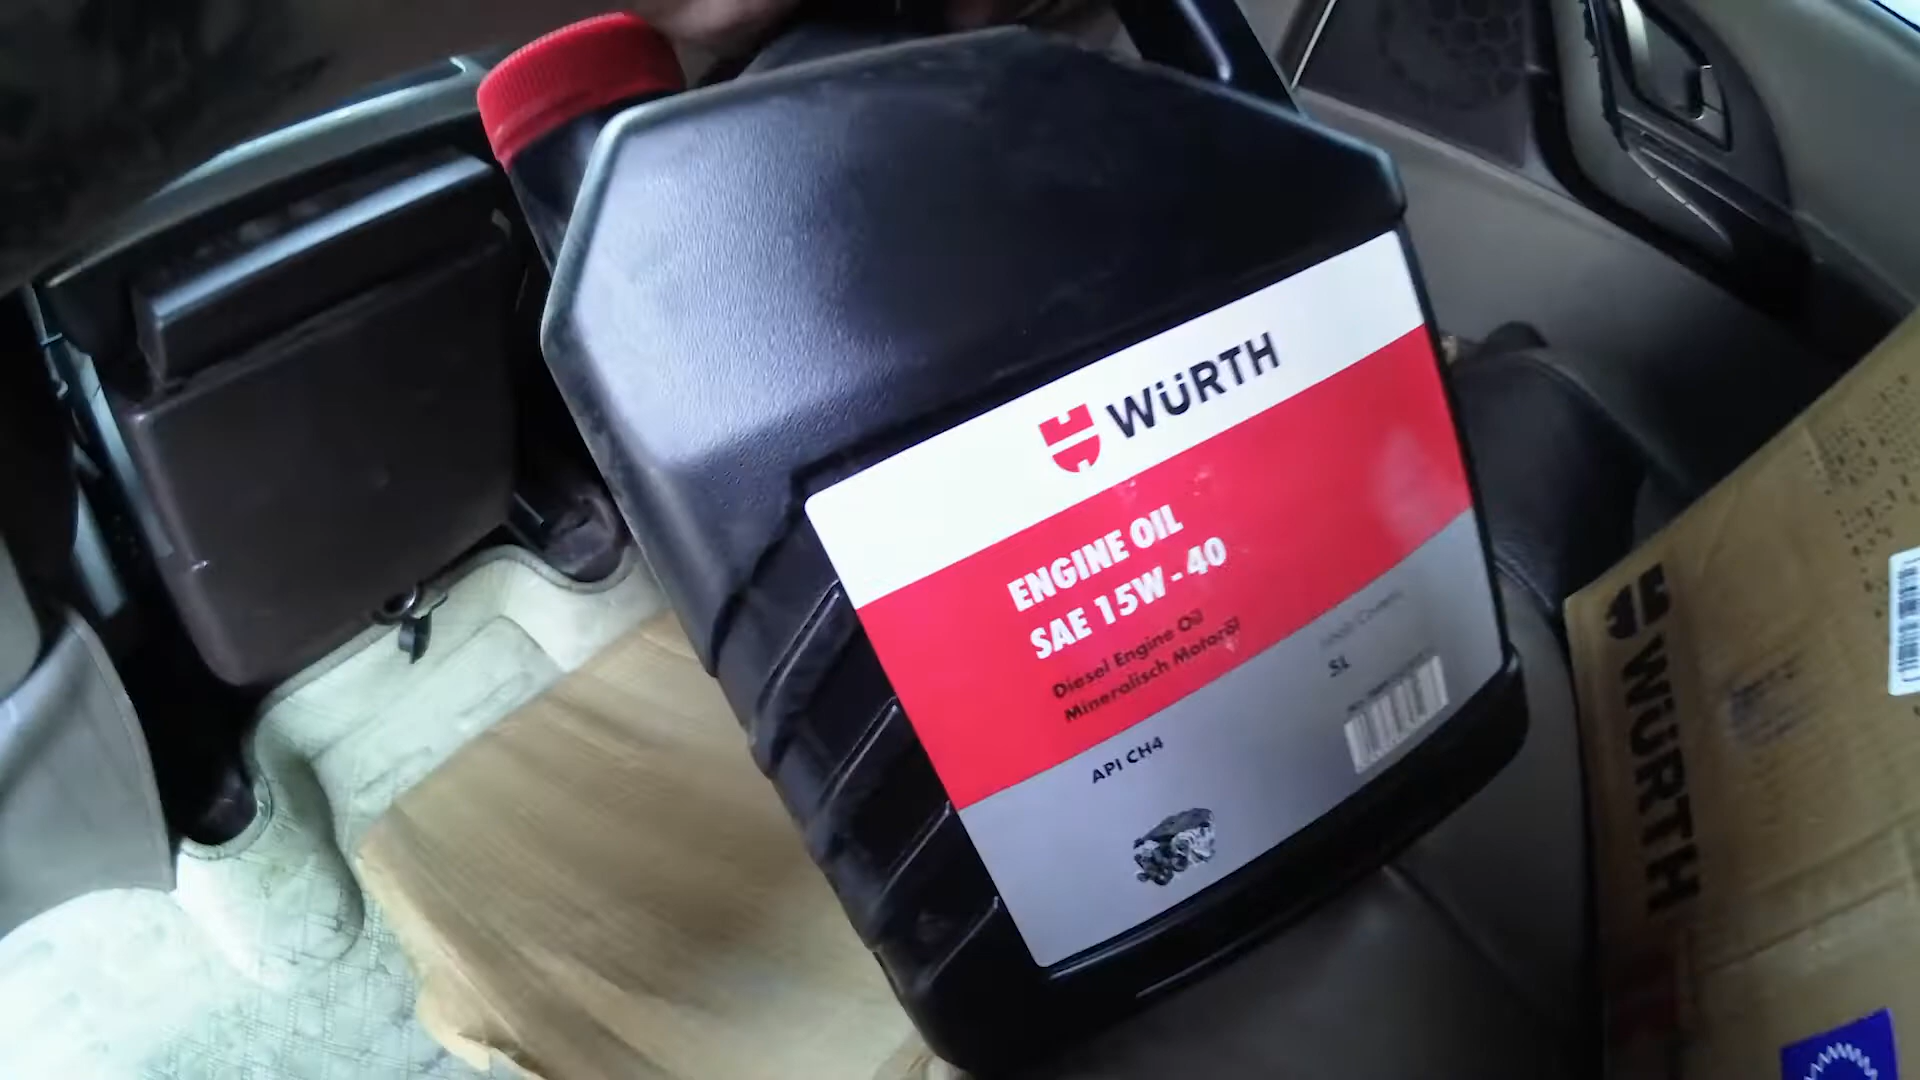 WÜRTH
ENGINE OIL
SAE 15W-40
Diesel Engine Oil
Mineralisch Motoröl
5L
API CH4
WÜRTH